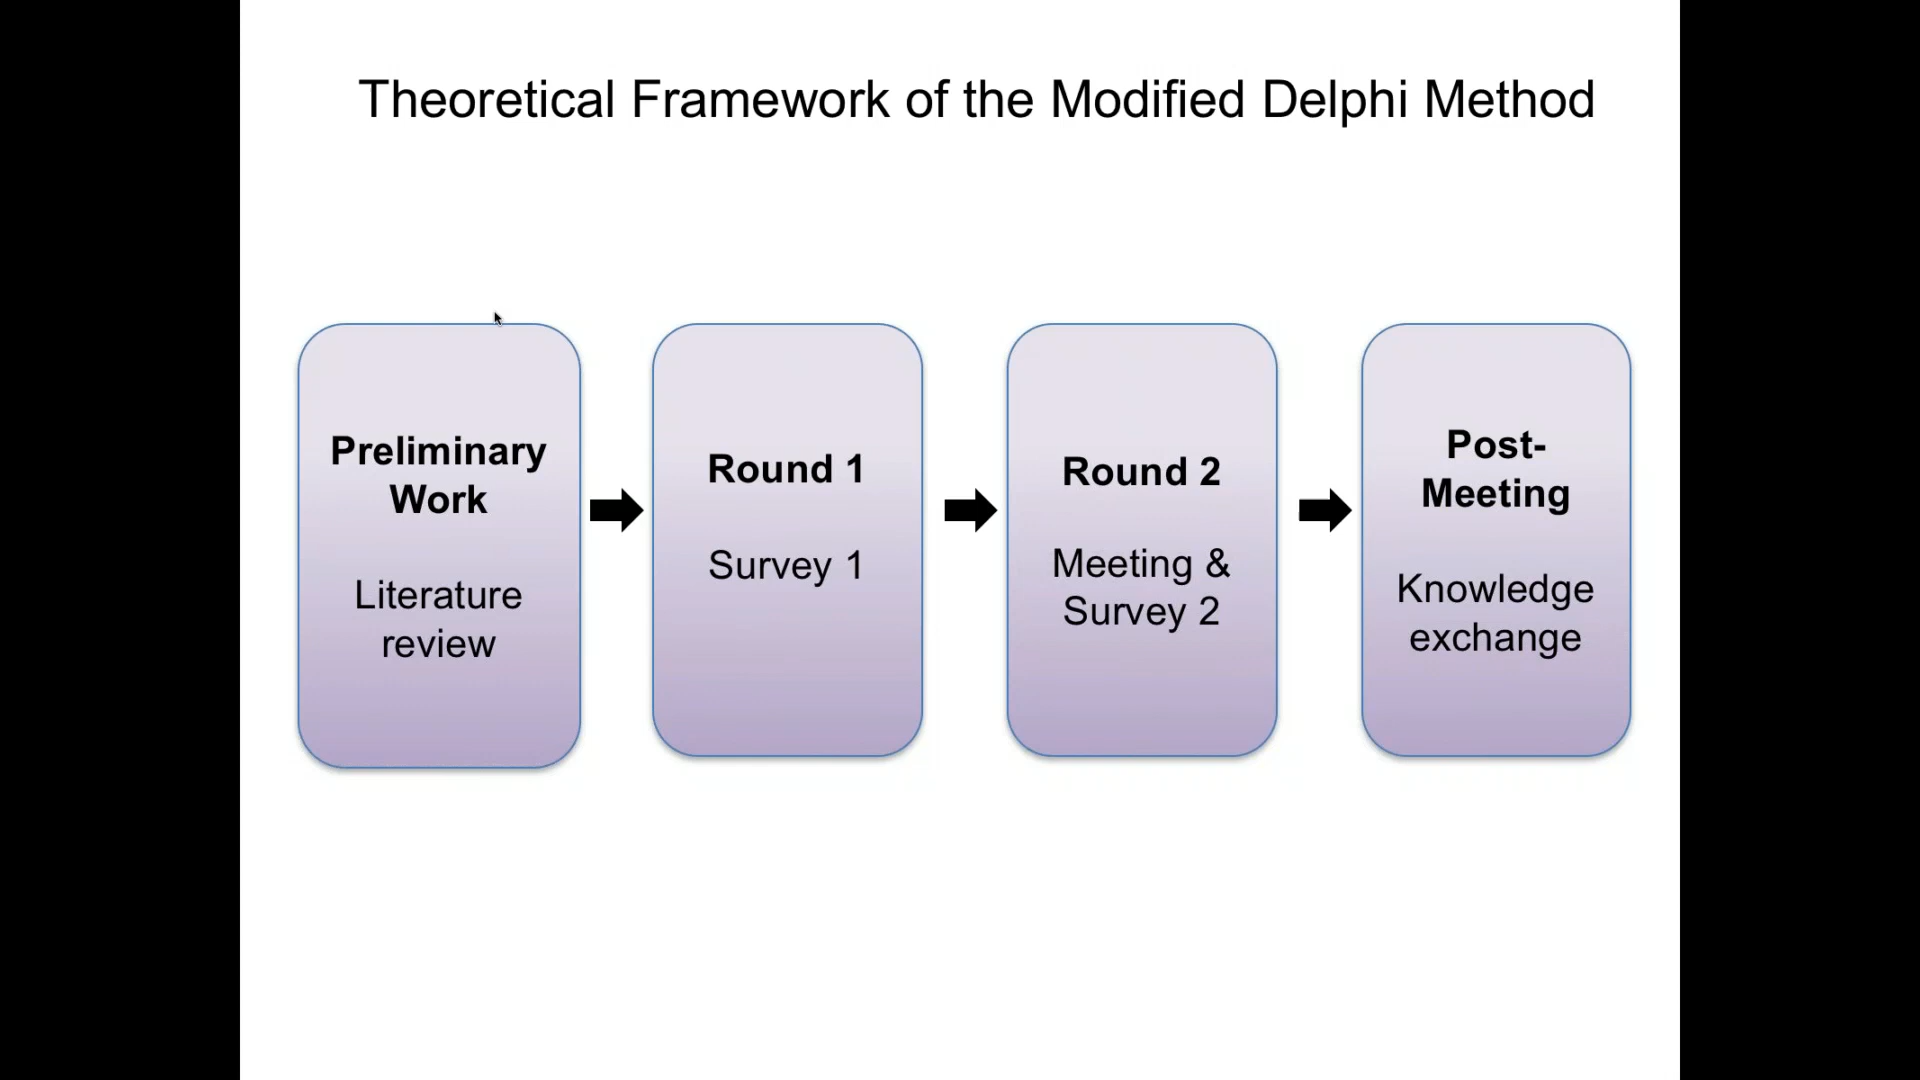 Theoretical Framework of the Modified Delphi Method
Preliminary
Work
Literature
review
Round 1
Survey 1
Round 2
Meeting &
Survey 2
Post-
Meeting
Knowledge
exchange